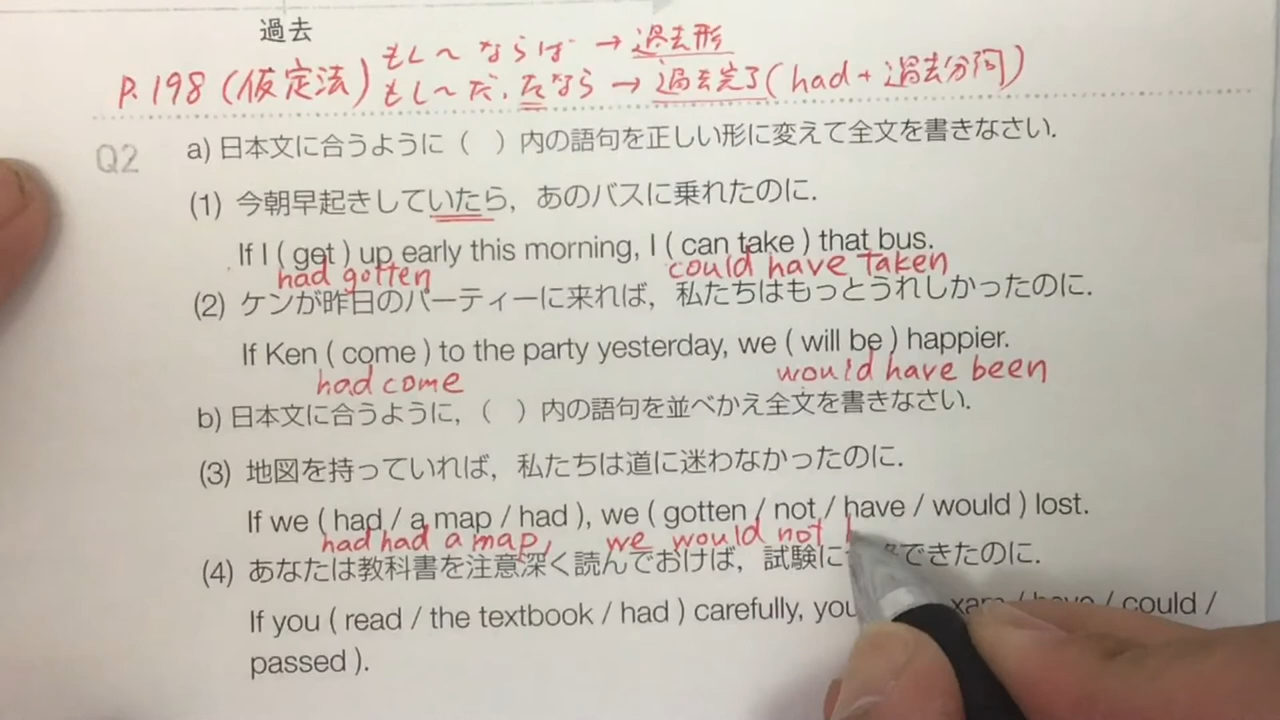 過去
もし〜ならば → 過去形
P.198 (仮定法) もし〜だったなら → 過去完了(had + 過去分詞)
Q2 a) 日本文に合うように（ ）内の語句を正しい形に変えて全文を書きなさい.
(1) 今朝早起きしていたら，あのバスに乗れたのに.
If I ( get ) up early this morning, I ( can take ) that bus.
had gotten could have taken
(2) ケンが昨日のパーティーに来れば，私たちはもっとうれしかったのに.
If Ken ( come ) to the party yesterday, we ( will be ) happier.
had come would have been
b) 日本文に合うように，（ ）内の語句を並べかえ全文を書きなさい.
(3) 地図を持っていれば，私たちは道に迷わなかったのに.
If we ( had / a map / had ), we ( gotten / not / have / would ) lost.
had had a map, we would not h
(4) あなたは教科書を注意深く読んでおけば，試験に できたのに.
If you ( read / the textbook / had ) carefully, you / have / could /
passed ).